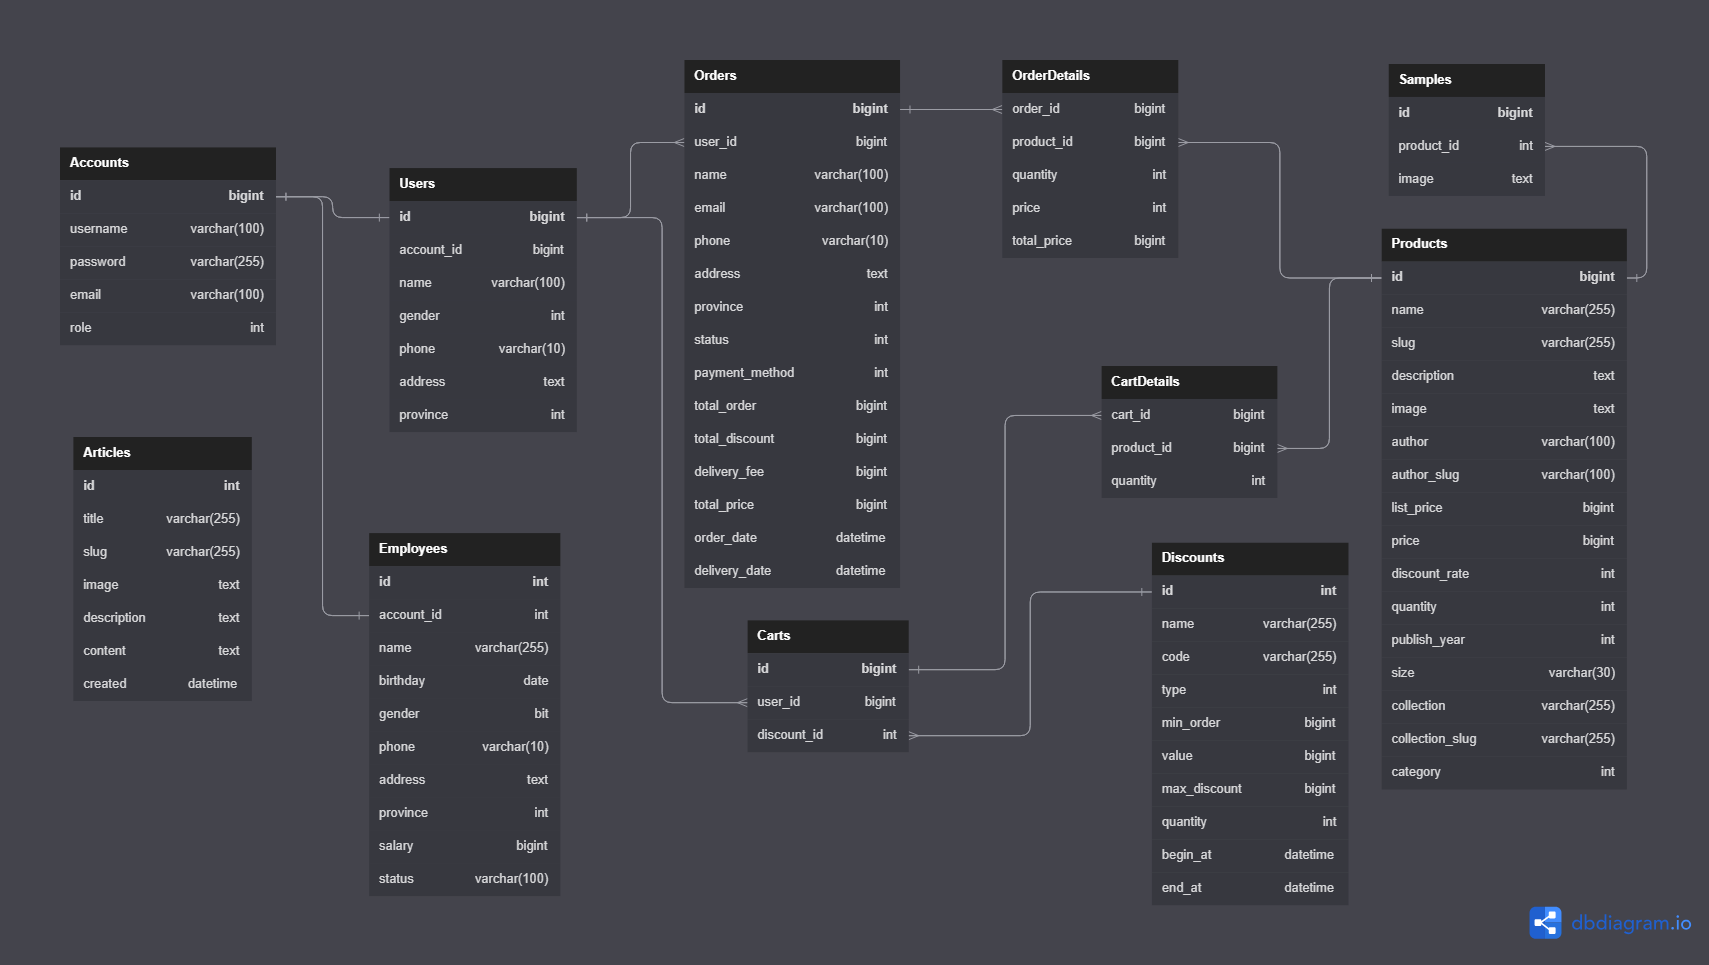 Accounts
id bigint
username varchar(100)
password varchar(255)
email varchar(100)
role int
Articles
id int
title varchar(255)
slug varchar(255)
image text
description text
content text
created datetime
Users
id bigint
account_id bigint
name varchar(100)
gender int
phone varchar(10)
address text
province int
Employees
id int
account_id int
name varchar(255)
birthday date
gender bit
phone varchar(10)
address text
province int
salary bigint
status varchar(100)
Orders
id bigint
user_id bigint
name varchar(100)
email varchar(100)
phone varchar(10)
address text
province int
status int
payment_method int
total_order bigint
total_discount bigint
delivery_fee bigint
total_price bigint
order_date datetime
delivery_date datetime
Carts
id bigint
user_id bigint
discount_id int
OrderDetails
order_id bigint
product_id bigint
quantity int
price int
total_price bigint
CartDetails
cart_id bigint
product_id bigint
quantity int
Discounts
id int
name varchar(255)
code varchar(255)
type int
min_order bigint
value bigint
max_discount bigint
quantity int
begin_at datetime
end_at datetime
Samples
id bigint
product_id int
image text
Products
id bigint
name varchar(255)
slug varchar(255)
description text
image text
author varchar(100)
author_slug varchar(100)
list_price bigint
price bigint
discount_rate int
quantity int
publish_year int
size varchar(30)
collection varchar(255)
collection_slug varchar(255)
category int
dbdiagram.io